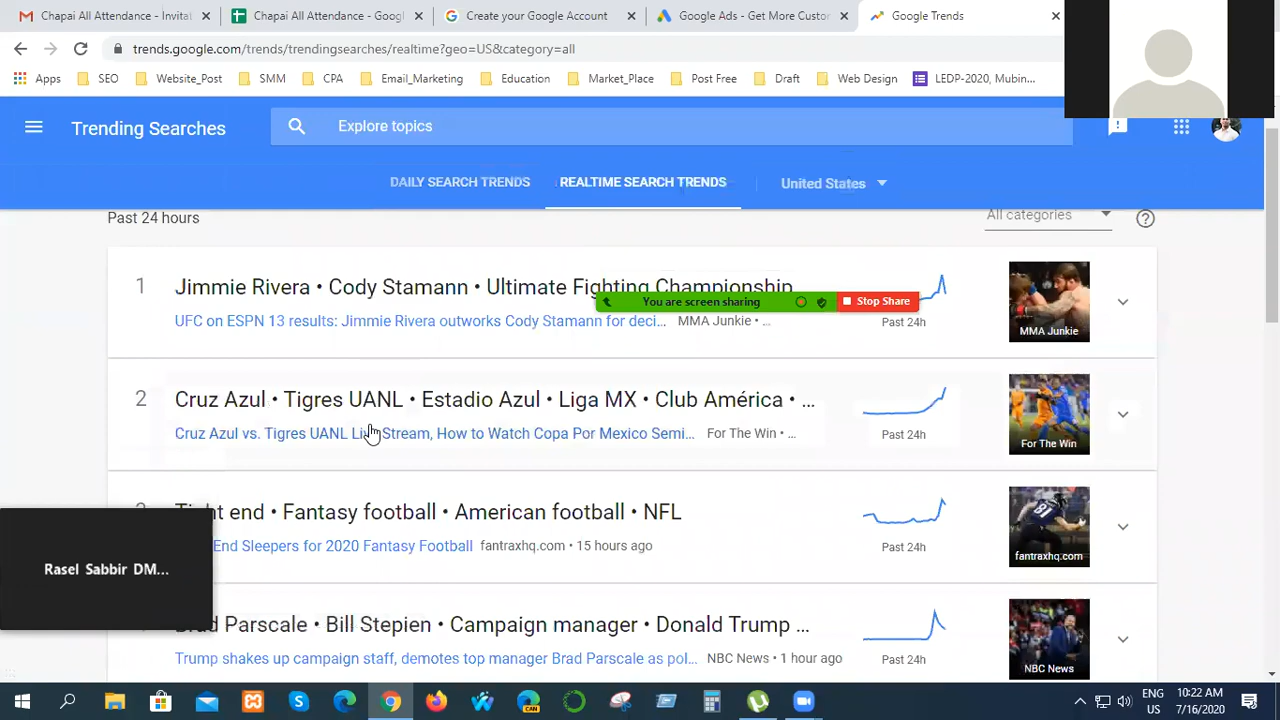 Chapai All Attendance - Invitat
Chapai All Attendance - Googl
Create your Google Account
Google Ads - Get More Custor
Google Trends
trends.google.com/trends/trendingsearches/realtime?geo=US&category=all
Apps
SEO
Website_Post
SMM
CPA
Email_Marketing
Education
Market_Place
Post Free
Draft
Web Design
LEDP-2020, Mubin...
Trending Searches
Explore topics
DAILY SEARCH TRENDS
REALTIME SEARCH TRENDS
United States
Past 24 hours
All categories
1
Jimmie Rivera • Cody Stamann • Ultimate Fighting Championship
You are screen sharing
Stop Share
UFC on ESPN 13 results: Jimmie Rivera outworks Cody Stamann for deci...
MMA Junkie • ...
Past 24h
MMA Junkie
2
Cruz Azul • Tigres UANL • Estadio Azul • Liga MX • Club América • ...
Cruz Azul vs. Tigres UANL Live Stream, How to Watch Copa Por Mexico Semi...
For The Win • ...
Past 24h
For The Win
3
Tight end • Fantasy football • American football • NFL
End Sleepers for 2020 Fantasy Football
fantraxhq.com • 15 hours ago
Past 24h
fantraxhq.com
Rasel Sabbir DM...
Brad Parscale • Bill Stepien • Campaign manager • Donald Trump ...
Trump shakes up campaign staff, demotes top manager Brad Parscale as pol...
NBC News • 1 hour ago
Past 24h
NBC News
ENG
US
10:22 AM
7/16/2020